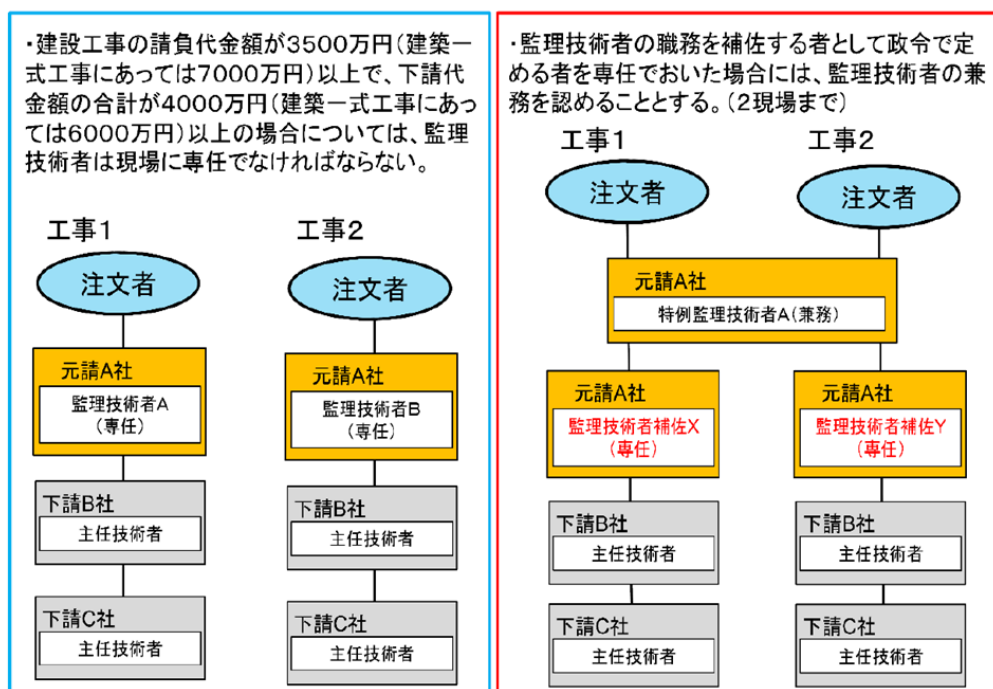 ・建設工事の請負代金額が3500万円（建築一
式工事にあっては7000万円）以上で、下請代
金額の合計が4000万円（建築一式工事にあっ
ては6000万円）以上の場合については、監理
技術者は現場に専任でなければならない。
工事1
工事2
注文者
注文者
元請A社
監理技術者A
（専任）
元請A社
監理技術者B
（専任）
下請B社
主任技術者
下請B社
主任技術者
下請C社
主任技術者
下請C社
主任技術者
・監理技術者の職務を補佐する者として政令で定
める者を専任でおいた場合には、監理技術者の兼
務を認めることとする。（2現場まで）
工事1
工事2
注文者
注文者
元請A社
特例監理技術者A（兼務）
元請A社
監理技術者補佐X
（専任）
元請A社
監理技術者補佐Y
（専任）
下請B社
主任技術者
下請B社
主任技術者
下請C社
主任技術者
下請C社
主任技術者